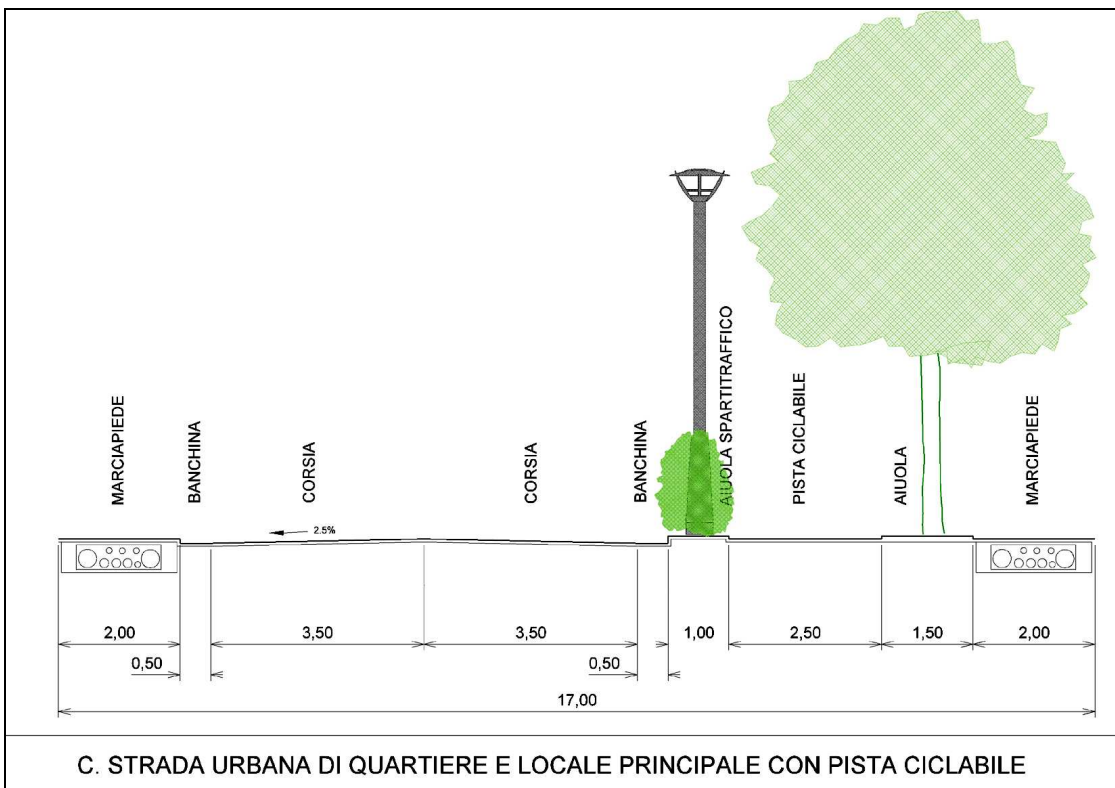 MARCIAPIEDE
BANCHINA
CORSIA
CORSIA
BANCHINA
AIUOLA SPARTITRAFFICO
PISTA CICLABILE
AIUOLA
MARCIAPIEDE
2.5%
2,00
3,50
3,50
1,00
2,50
1,50
2,00
0,50
0,50
17,00
C. STRADA URBANA DI QUARTIERE E LOCALE PRINCIPALE CON PISTA CICLABILE